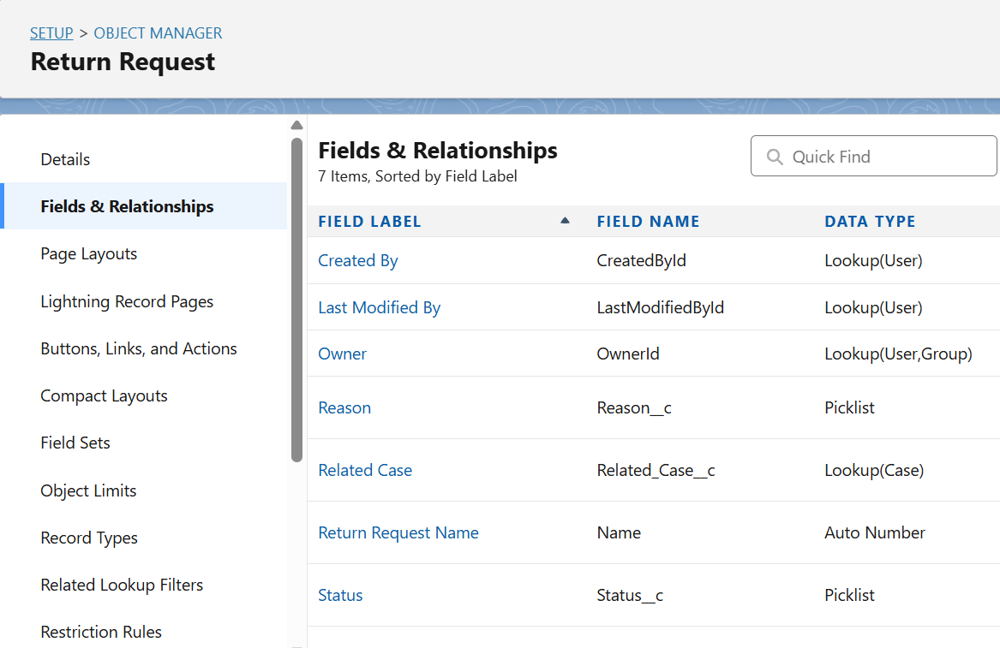 SETUP > OBJECT MANAGER
Return Request
Details
Fields & Relationships
Page Layouts
Lightning Record Pages
Buttons, Links, and Actions
Compact Layouts
Field Sets
Object Limits
Record Types
Related Lookup Filters
Restriction Rules
Fields & Relationships
7 Items, Sorted by Field Label
Quick Find
FIELD LABEL FIELD NAME DATA TYPE
Created By CreatedById Lookup(User)
Last Modified By LastModifiedById Lookup(User)
Owner OwnerId Lookup(User,Group)
Reason Reason__c Picklist
Related Case Related_Case__c Lookup(Case)
Return Request Name Name Auto Number
Status Status__c Picklist